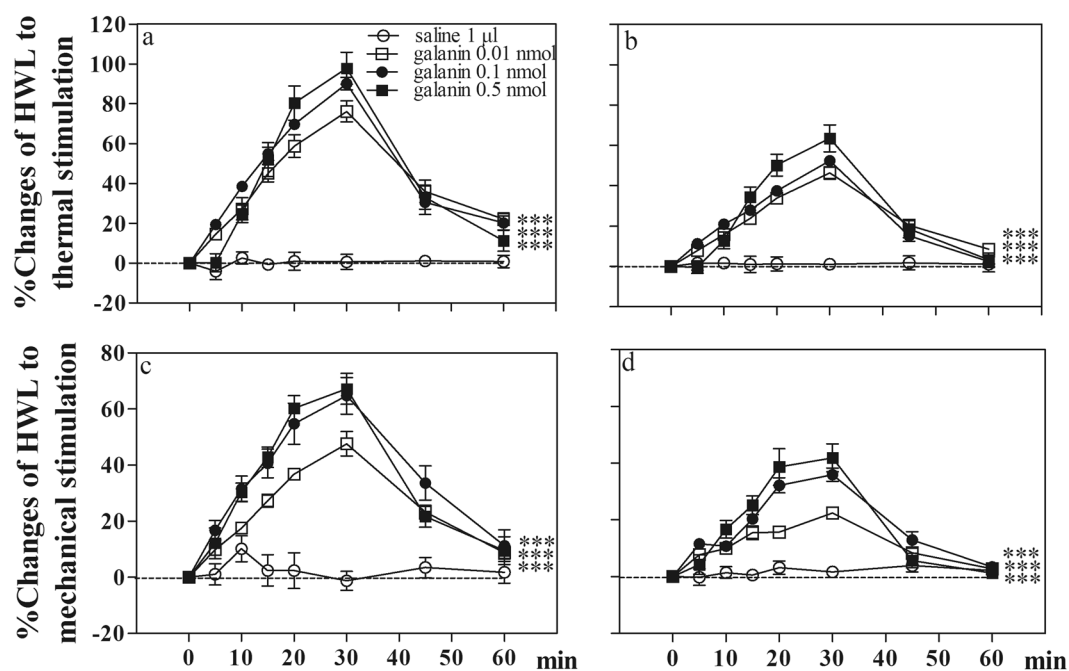 %Changes of HWL to
thermal stimulation
120
100
80
60
40
20
0
-20
a
saline 1 μl
galanin 0.01 nmol
galanin 0.1 nmol
galanin 0.5 nmol
***
***
***
b
***
***
***
%Changes of HWL to
mechanical stimulation
80
60
40
20
0
-20
c
***
***
***
0 10 20 30 40 50 60 min
d
***
***
***
0 10 20 30 40 50 60 min